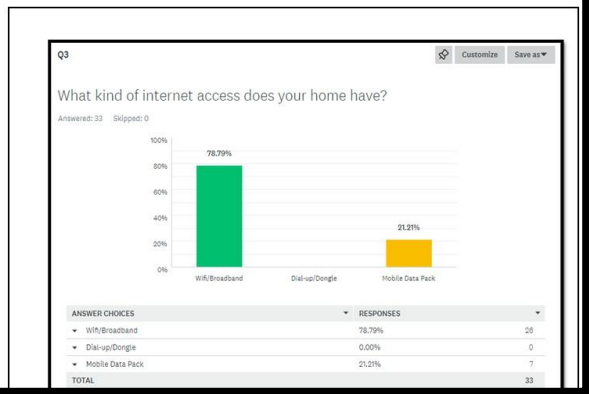 Q3
Customize
Save as
What kind of internet access does your home have?
Answered: 33 Skipped: 0
100%
80%
60%
40%
20%
0%
78.79%
21.21%
Wifi/Broadband Dial-up/Dongle Mobile Data Pack
ANSWER CHOICES RESPONSES
Wifi/Broadband 78.79% 26
Dial-up/Dongle 0.00% 0
Mobile Data Pack 21.21% 7
TOTAL 33